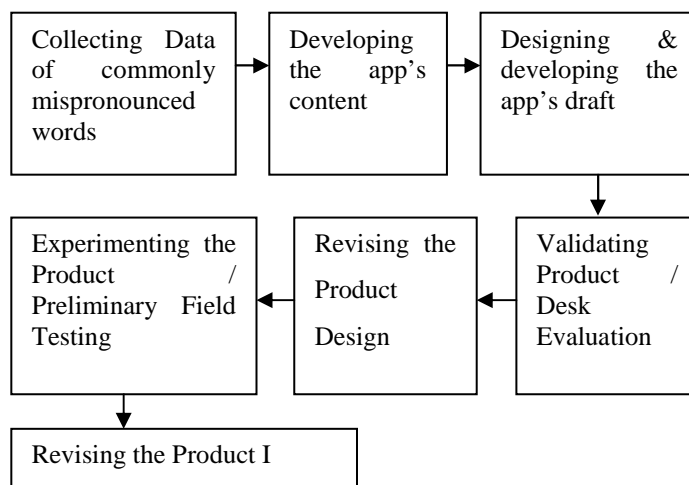 Collecting Data
of commonly
mispronounced
words
Developing
the app's
content
Designing &
developing the
app's draft
Validating
Product /
Desk
Evaluation
Revising the
Product
Design
Experimenting the
Product /
Preliminary Field
Testing
Revising the Product I